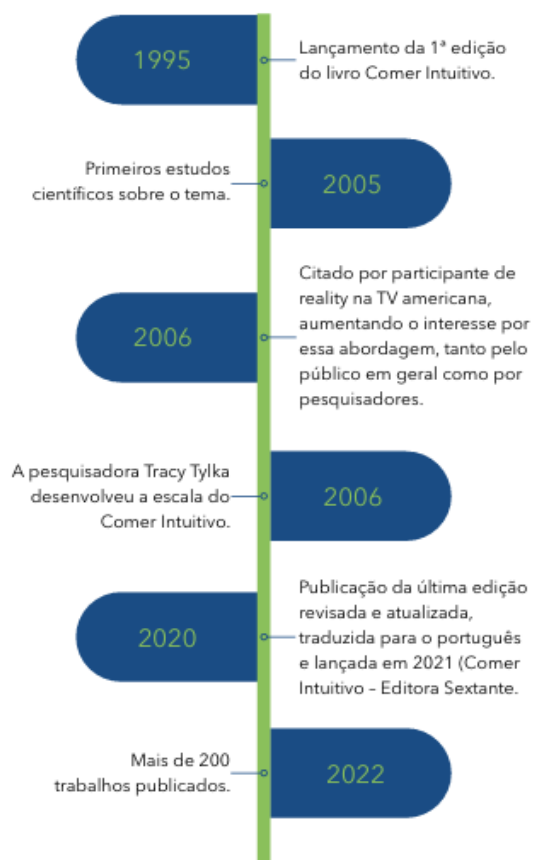 1995
Lançamento da 1ª edição
do livro Comer Intuitivo.
Primeiros estudos
científicos sobre o tema.
2005
Citado por participante de
reality na TV americana,
aumentando o interesse por
essa abordagem, tanto pelo
público em geral como por
pesquisadores.
2006
A pesquisadora Tracy Tylka
desenvolveu a escala do
Comer Intuitivo.
2006
Publicação da última edição
revisada e atualizada,
traduzida para o português
e lançada em 2021 (Comer
Intuitivo – Editora Sextante.
2020
Mais de 200
trabalhos publicados.
2022